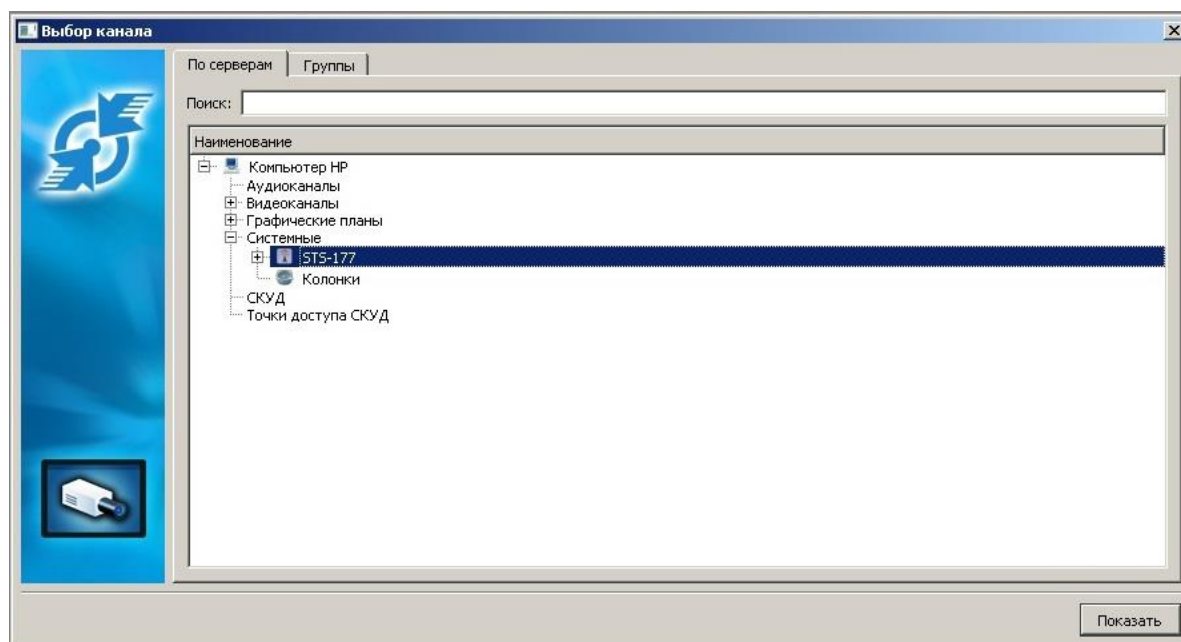 Выбор канала
По серверам
Группы
Поиск:
Наименование
Компьютер HP
Аудиоканалы
Видеоканалы
Графические планы
Системные
STS-177
Колонки
СКУД
Точки доступа СКУД
Показать